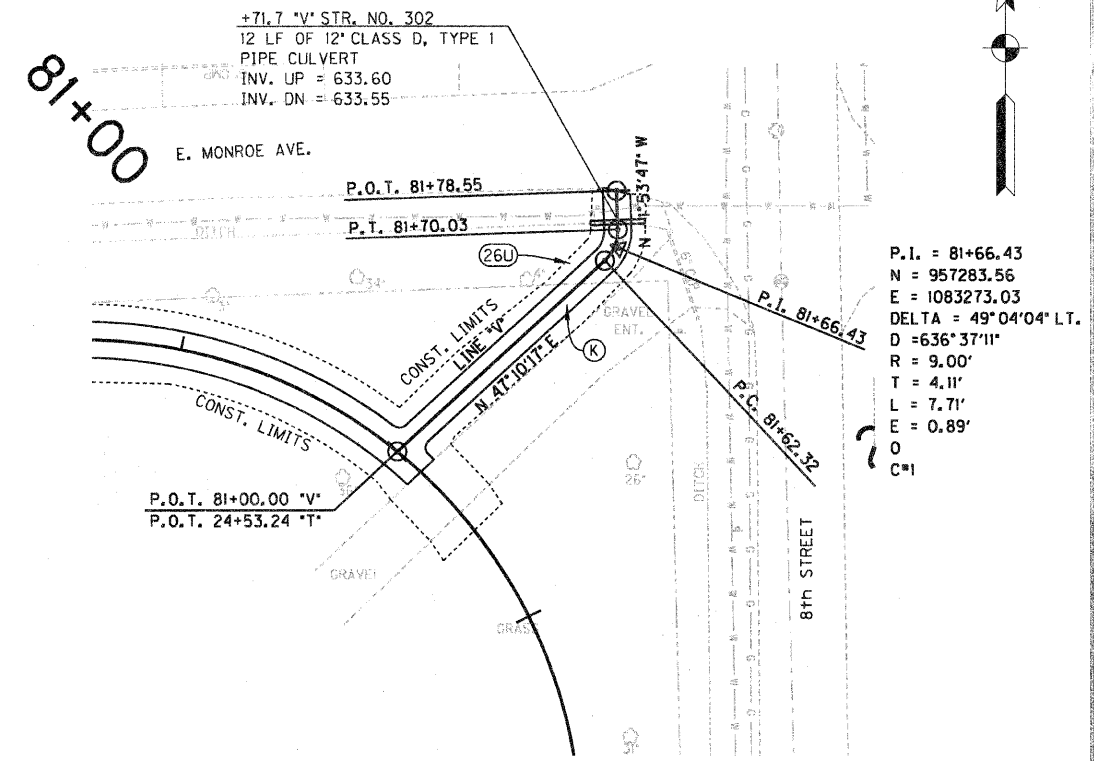 +71.7 "V" STR. NO. 302
12 LF OF 12" CLASS D, TYPE 1
PIPE CULVERT
INV. UP = 633.60
INV. DN = 633.55
81+00
E. MONROE AVE.
P.O.T. 81+78.55
P.T. 81+70.03
N 1°53'47" W
DITCH
26U
34"
6"
CONST. LIMITS
LINE "V"
N 47°10'17" E
K
GRAVEL
ENT.
P.I. 81+66.43
P.C. 81+62.32
P.I. = 81+66.43
N = 957283.56
E = 1083273.03
DELTA = 49°04'04" LT.
D =636°37'11"
R = 9.00'
T = 4.11'
L = 7.71'
E = 0.89'
O
C#1
CONST. LIMITS
P.O.T. 81+00.00 "V"
P.O.T. 24+53.24 "T"
26"
DITCH
8th STREET
GRAVEL
GRASS